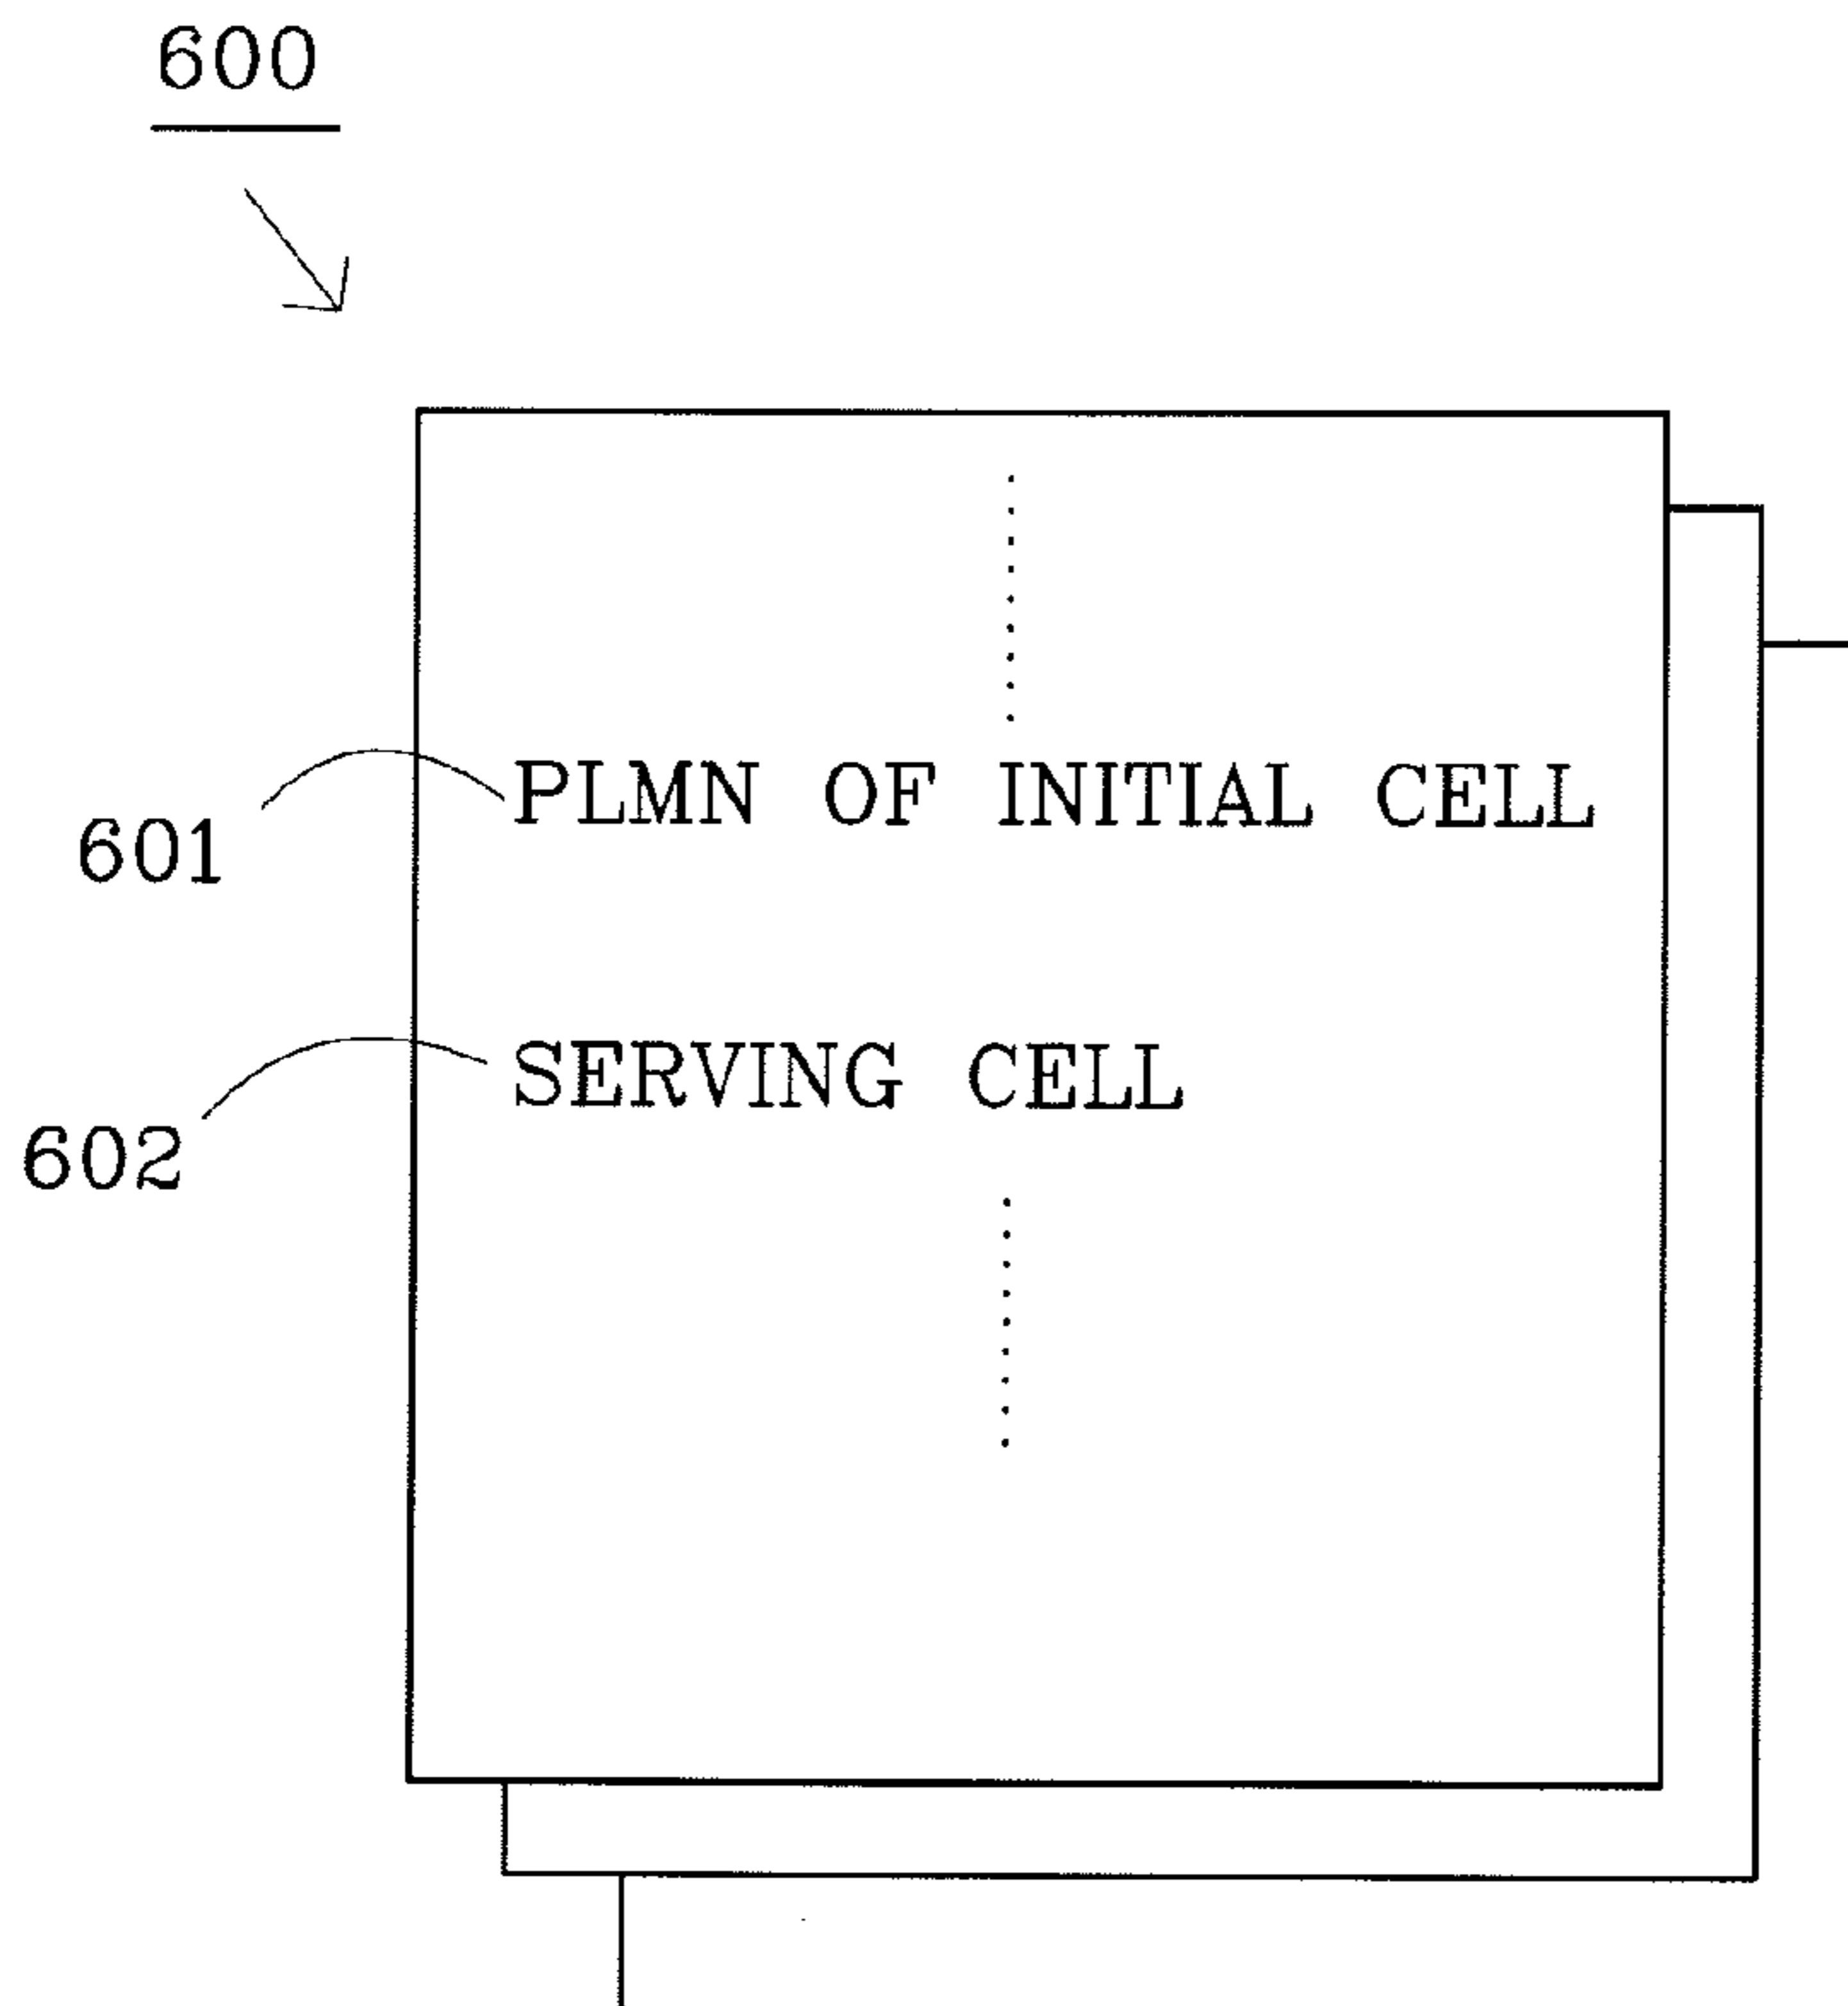 600
PLMN OF INITIAL CELL
601
SERVING CELL
602